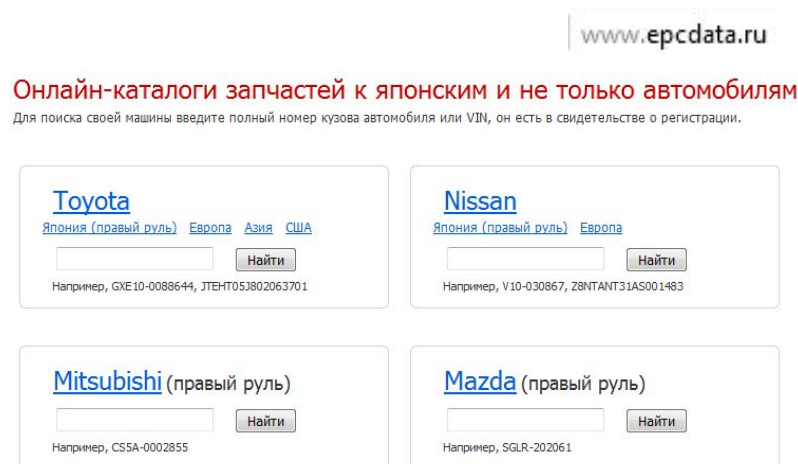 www.epcdata.ru
Онлайн-каталоги запчастей к японским и не только автомобилям
Для поиска своей машины введите полный номер кузова автомобиля или VIN, он есть в свидетельстве о регистрации.
Toyota
Япония (правый руль) Европа Азия США
Найти
Например, GXE10-0088644, JTEHT05J802063701
Nissan
Япония (правый руль) Европа
Найти
Например, V10-030867, Z8NTANT31AS001483
Mitsubishi (правый руль)
Найти
Например, CS5A-0002855
Mazda (правый руль)
Найти
Например, SGLR-202061